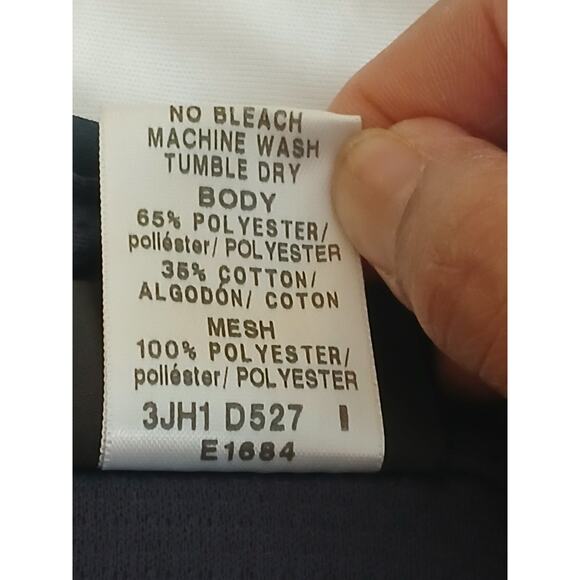 NO BLEACH
MACHINE WASH
TUMBLE DRY
BODY
65% POLYESTER/
poliéster/ POLYESTER
35% COTTON/
ALGODÓN/ COTON
MESH
100% POLYESTER/
poliéster/ POLYESTER
3JH1 D527 I
E1684